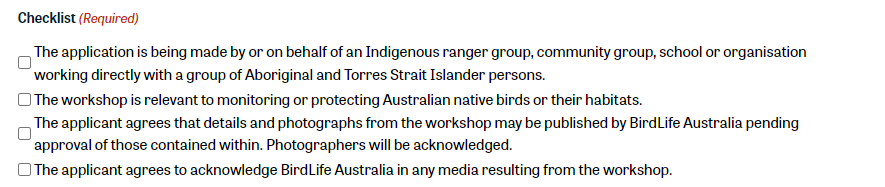 Checklist (Required)
The application is being made by or on behalf of an Indigenous ranger group, community group, school or organisation
working directly with a group of Aboriginal and Torres Strait Islander persons.
The workshop is relevant to monitoring or protecting Australian native birds or their habitats.
The applicant agrees that details and photographs from the workshop may be published by BirdLife Australia pending
approval of those contained within. Photographers will be acknowledged.
The applicant agrees to acknowledge BirdLife Australia in any media resulting from the workshop.